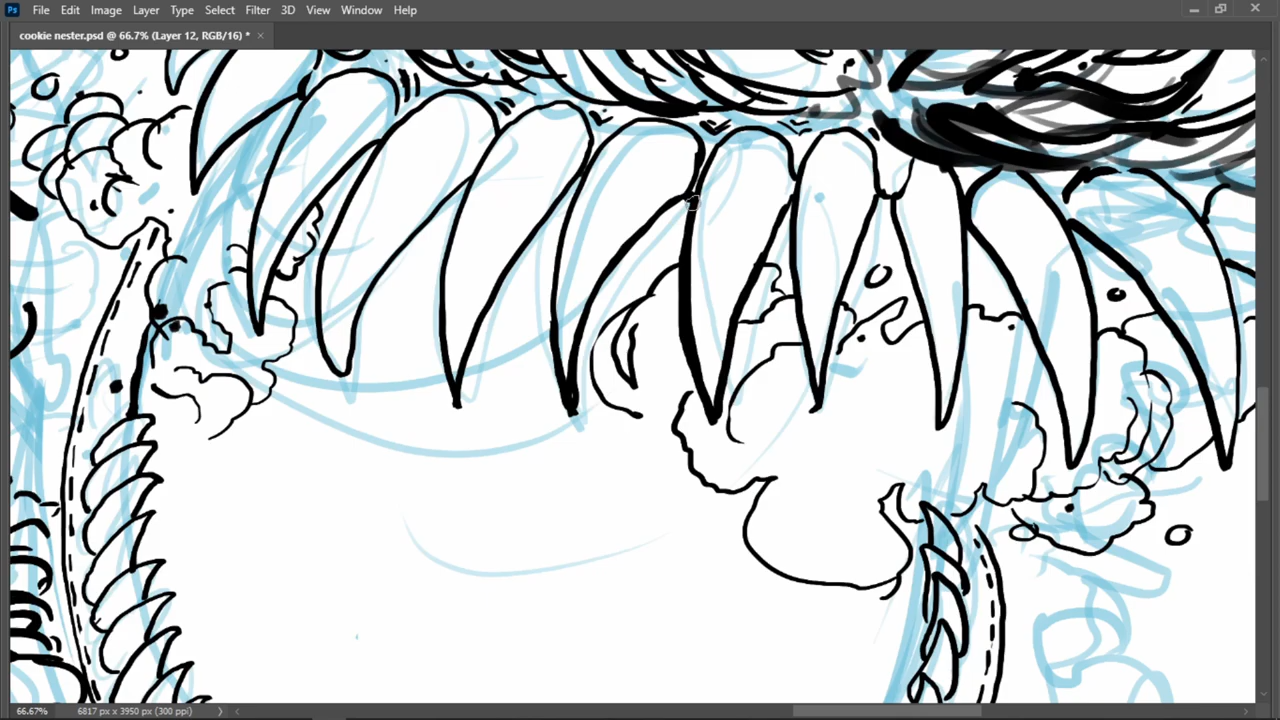 Ps File Edit Image Layer Type Select Filter 3D View Window Help
cookie nester.psd @ 66.7% (Layer 12, RGB/16) * ×
66.67% 6817 px x 3950 px (300 ppi)